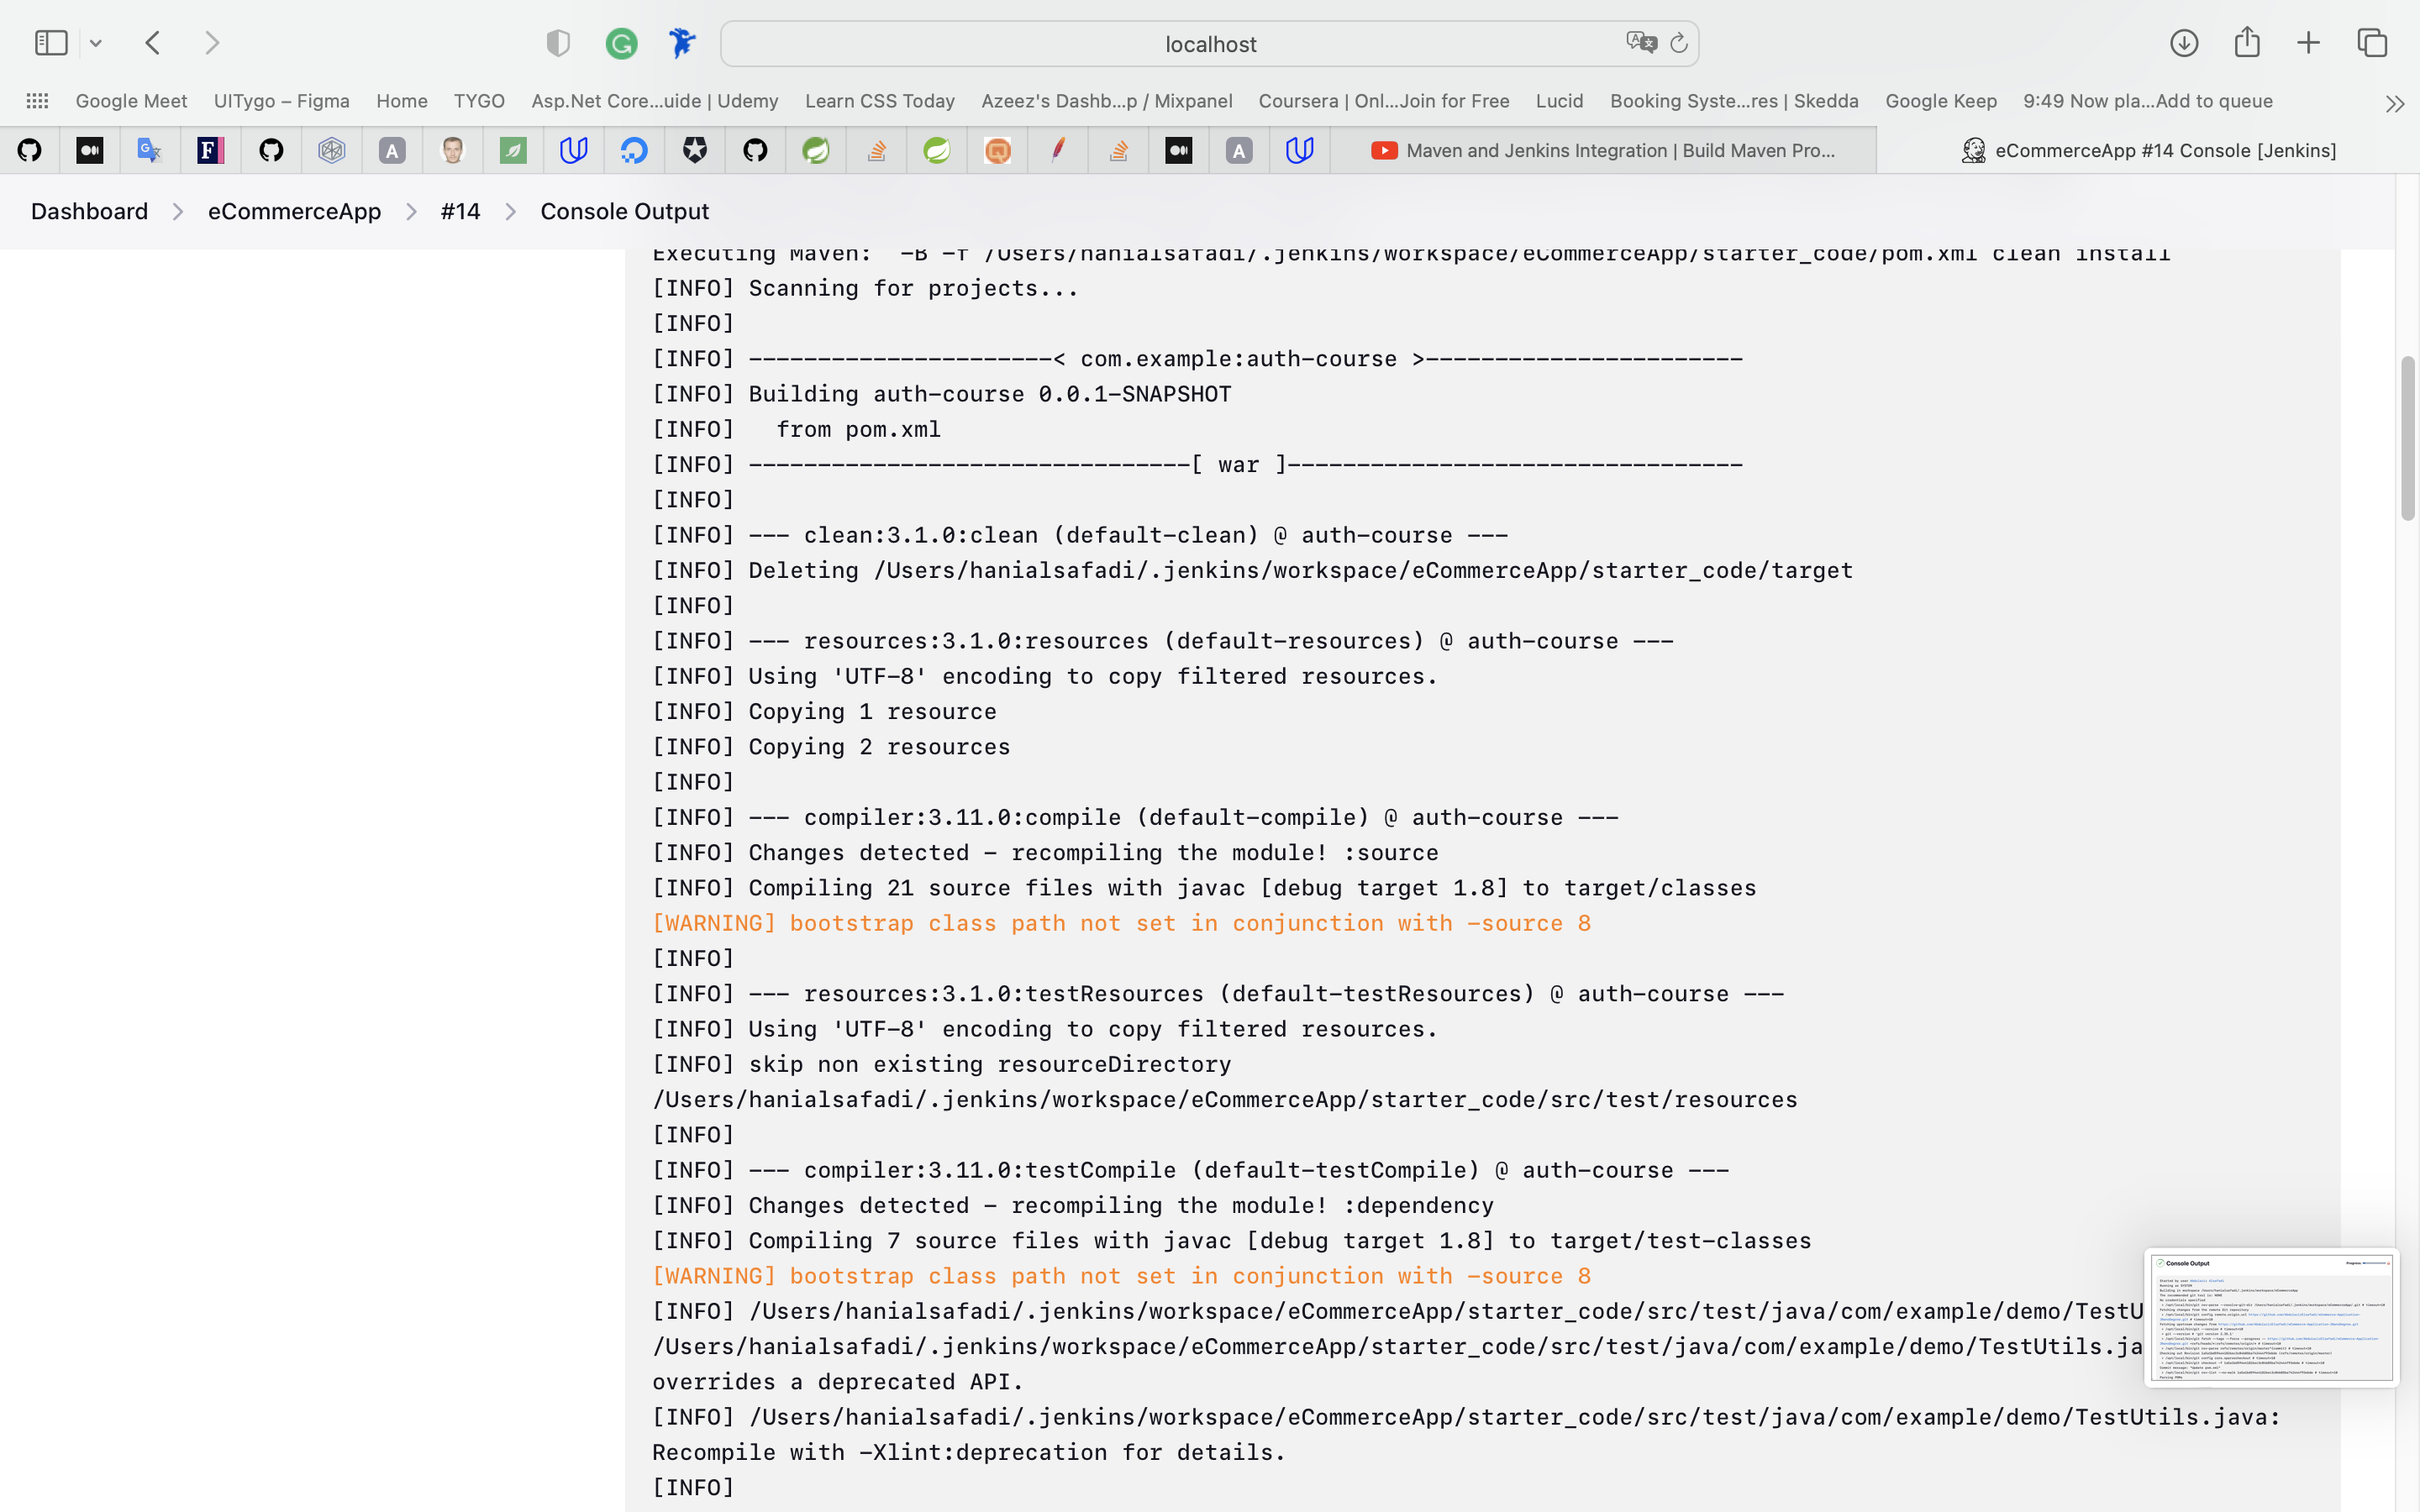 localhost
Google Meet UITygo – Figma Home TYGO Asp.Net Core...uide | Udemy Learn CSS Today Azeez's Dashb...p / Mixpanel Coursera | Onl...Join for Free Lucid Booking Syste...res | Skedda Google Keep 9:49 Now pla...Add to queue
Maven and Jenkins Integration | Build Maven Pro... eCommerceApp #14 Console [Jenkins]
Dashboard > eCommerceApp > #14 > Console Output
Executing Maven:  -B -f /Users/hanialsafadi/.jenkins/workspace/eCommerceApp/starter_code/pom.xml clean install
[INFO] Scanning for projects...
[INFO]
[INFO] ----------------------< com.example:auth-course >-----------------------
[INFO] Building auth-course 0.0.1-SNAPSHOT
[INFO]   from pom.xml
[INFO] --------------------------------[ war ]---------------------------------
[INFO]
[INFO] --- clean:3.1.0:clean (default-clean) @ auth-course ---
[INFO] Deleting /Users/hanialsafadi/.jenkins/workspace/eCommerceApp/starter_code/target
[INFO]
[INFO] --- resources:3.1.0:resources (default-resources) @ auth-course ---
[INFO] Using 'UTF-8' encoding to copy filtered resources.
[INFO] Copying 1 resource
[INFO] Copying 2 resources
[INFO]
[INFO] --- compiler:3.11.0:compile (default-compile) @ auth-course ---
[INFO] Changes detected - recompiling the module! :source
[INFO] Compiling 21 source files with javac [debug target 1.8] to target/classes
[WARNING] bootstrap class path not set in conjunction with -source 8
[INFO]
[INFO] --- resources:3.1.0:testResources (default-testResources) @ auth-course ---
[INFO] Using 'UTF-8' encoding to copy filtered resources.
[INFO] skip non existing resourceDirectory
/Users/hanialsafadi/.jenkins/workspace/eCommerceApp/starter_code/src/test/resources
[INFO]
[INFO] --- compiler:3.11.0:testCompile (default-testCompile) @ auth-course ---
[INFO] Changes detected - recompiling the module! :dependency
[INFO] Compiling 7 source files with javac [debug target 1.8] to target/test-classes
[WARNING] bootstrap class path not set in conjunction with -source 8
[INFO] /Users/hanialsafadi/.jenkins/workspace/eCommerceApp/starter_code/src/test/java/com/example/demo/TestU
/Users/hanialsafadi/.jenkins/workspace/eCommerceApp/starter_code/src/test/java/com/example/demo/TestUtils.ja
overrides a deprecated API.
[INFO] /Users/hanialsafadi/.jenkins/workspace/eCommerceApp/starter_code/src/test/java/com/example/demo/TestUtils.java:
Recompile with -Xlint:deprecation for details.
[INFO]
Console Output